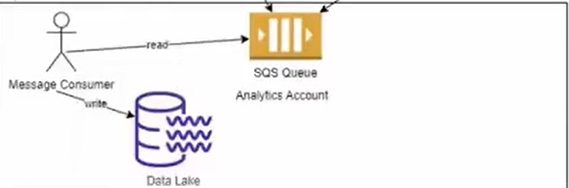 read
SQS Queue
Message Consumer
Analytics Account
write
Data Lake